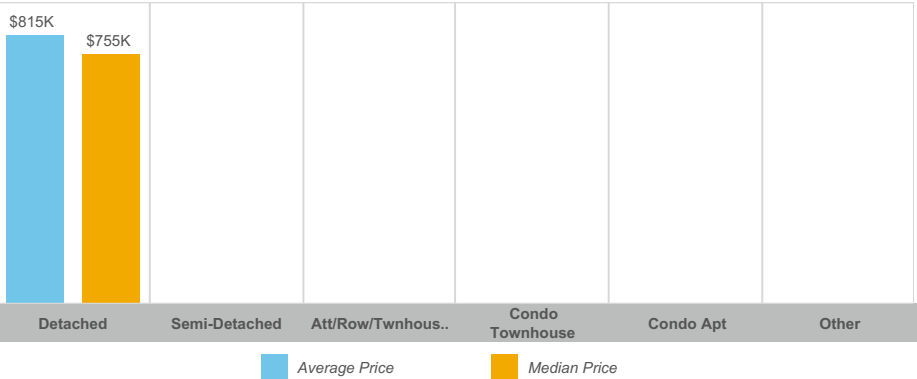 $815K
$755K
Detached
Semi-Detached
Att/Row/Twnhous..
Condo
Townhouse
Condo Apt
Other
Average Price
Median Price